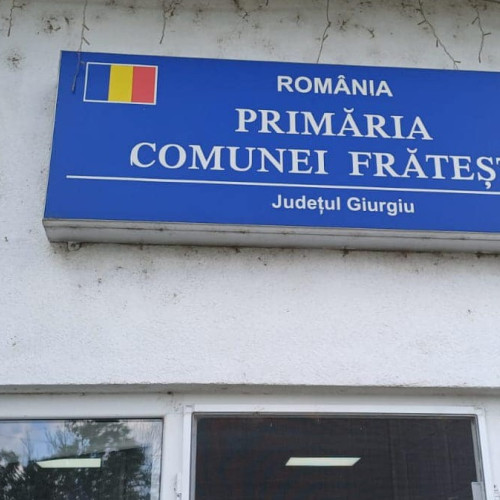 ROMÂNIA
PRIMĂRIA
COMUNEI FRĂTEȘT
Județul Giurgiu